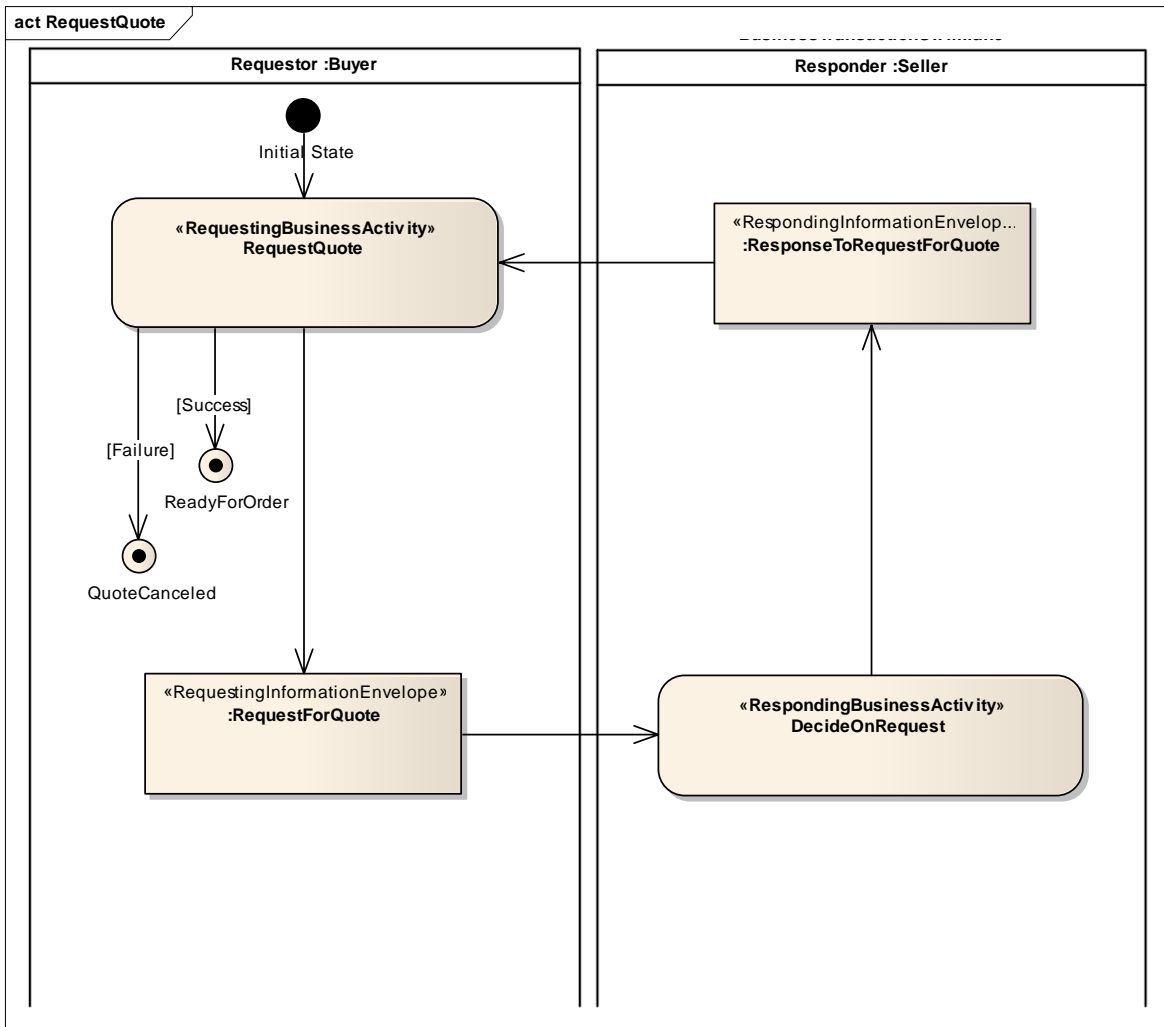 act RequestQuote
Requestor :Buyer
Responder :Seller
Initial State
«RequestingBusinessActivity»
RequestQuote
«RespondingInformationEnvelop...
:ResponseToRequestForQuote
[Success]
[Failure]
ReadyForOrder
QuoteCanceled
«RequestingInformationEnvelope»
:RequestForQuote
«RespondingBusinessActivity»
DecideOnRequest